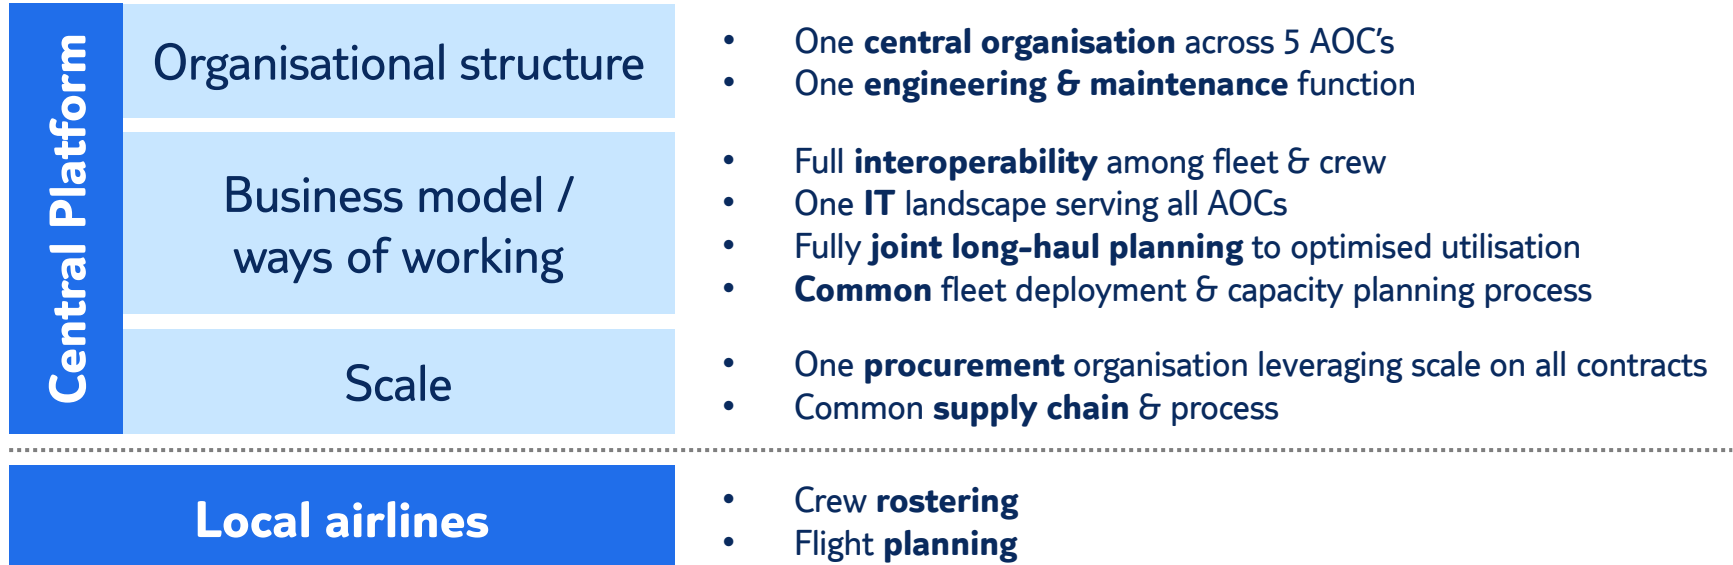 Central Platform
Organisational structure
• One central organisation across 5 AOC's
• One engineering & maintenance function
Business model /
ways of working
• Full interoperability among fleet & crew
• One IT landscape serving all AOCs
• Fully joint long-haul planning to optimised utilisation
• Common fleet deployment & capacity planning process
Scale
• One procurement organisation leveraging scale on all contracts
• Common supply chain & process
Local airlines
• Crew rostering
• Flight planning